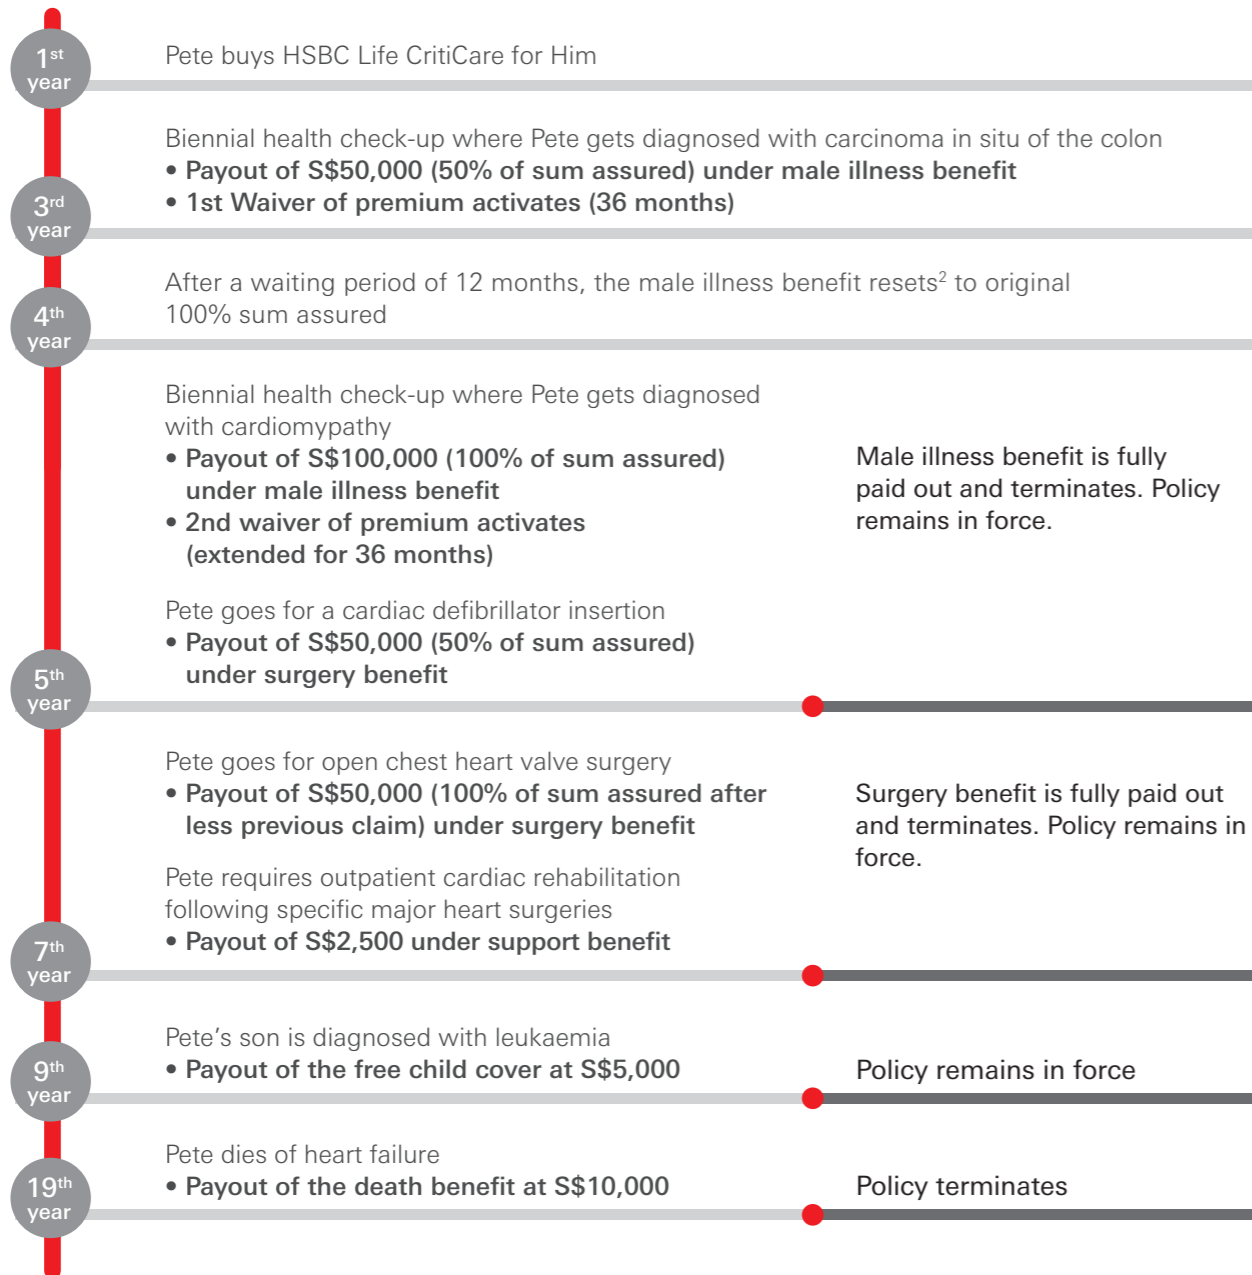 1st
year
Pete buys HSBC Life CritiCare for Him
3rd
year
Biennial health check-up where Pete gets diagnosed with carcinoma in situ of the colon
• Payout of S$50,000 (50% of sum assured) under male illness benefit
• 1st Waiver of premium activates (36 months)
4th
year
After a waiting period of 12 months, the male illness benefit resets² to original
100% sum assured
5th
year
Biennial health check-up where Pete gets diagnosed
with cardiomypathy
• Payout of S$100,000 (100% of sum assured)
under male illness benefit
• 2nd waiver of premium activates
(extended for 36 months)
Pete goes for a cardiac defibrillator insertion
• Payout of S$50,000 (50% of sum assured)
under surgery benefit
Male illness benefit is fully
paid out and terminates. Policy
remains in force.
7th
year
Pete goes for open chest heart valve surgery
• Payout of S$50,000 (100% of sum assured after
less previous claim) under surgery benefit
Pete requires outpatient cardiac rehabilitation
following specific major heart surgeries
• Payout of S$2,500 under support benefit
Surgery benefit is fully paid out
and terminates. Policy remains in
force.
9th
year
Pete's son is diagnosed with leukaemia
• Payout of the free child cover at S$5,000
Policy remains in force
19th
year
Pete dies of heart failure
• Payout of the death benefit at S$10,000
Policy terminates